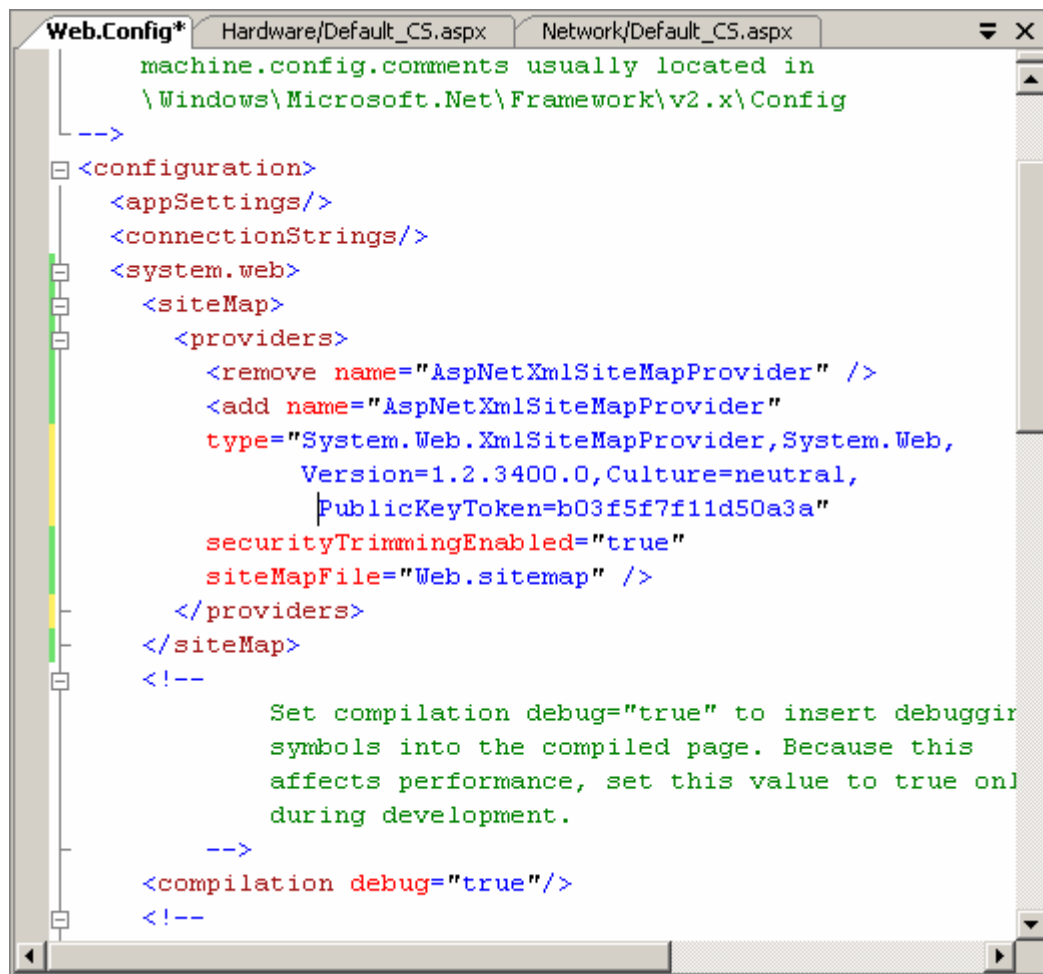 Web.Config* Hardware/Default_CS.aspx Network/Default_CS.aspx
machine.config.comments usually located in
\Windows\Microsoft.Net\Framework\v2.x\Config
-->
<configuration>
<appSettings/>
<connectionStrings/>
<system.web>
<siteMap>
<providers>
<remove name="AspNetXmlSiteMapProvider" />
<add name="AspNetXmlSiteMapProvider"
type="System.Web.XmlSiteMapProvider,System.Web,
Version=1.2.3400.0,Culture=neutral,
PublicKeyToken=b03f5f7f11d50a3a"
securityTrimmingEnabled="true"
siteMapFile="Web.sitemap" />
</providers>
</siteMap>
<!--
Set compilation debug="true" to insert debuggin
symbols into the compiled page. Because this
affects performance, set this value to true onl
during development.
-->
<compilation debug="true"/>
<!--